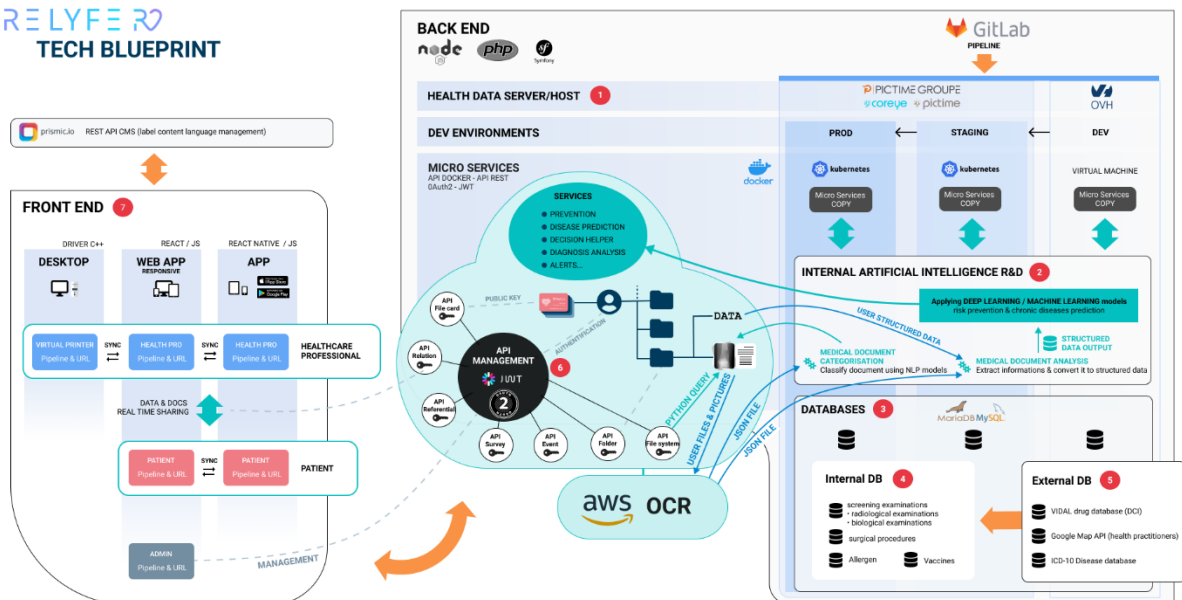 RELYFE
TECH BLUEPRINT
prismic.io REST API CMS (label content language management)
FRONT END 7
DRIVER C++
DESKTOP
REACT / JS
WEB APP
RESPONSIVE
REACT NATIVE / JS
APP
App Store
Google Play
VIRTUAL PRINTER
Pipeline & URL
SYNC
HEALTH PRO
Pipeline & URL
SYNC
HEALTH PRO
Pipeline & URL
HEALTHCARE
PROFESSIONAL
DATA & DOCS
REAL TIME SHARING
PATIENT
Pipeline & URL
SYNC
PATIENT
Pipeline & URL
PATIENT
ADMIN
Pipeline & URL
MANAGEMENT
BACK END
node
JS
php
sf
Symfony
GitLab
PIPELINE
HEALTH DATA SERVER/HOST 1
PICTIME GROUPE
coreye pictime
OVH
DEV ENVIRONMENTS
PROD
STAGING
DEV
MICRO SERVICES
API DOCKER - API REST
0Auth2 - JWT
docker
kubernetes
Micro Services
COPY
kubernetes
Micro Services
COPY
VIRTUAL MACHINE
Micro Services
COPY
SERVICES
PREVENTION
DISEASE PREDICTION
DECISION HELPER
DIAGNOSIS ANALYSIS
ALERTS...
API
File card
PUBLIC KEY
AUTHENTIFICATION
DATA
API
Relation
API
MANAGEMENT
JWT
2
6
API
Referential
API
Survey
API
Event
API
Folder
API
File system
PYTHON QUERY
USER FILES & PICTURES
JSON FILE
JSON FILE
USER STRUCTURED DATA
aws OCR
INTERNAL ARTIFICIAL INTELLIGENCE R&D 2
Applying DEEP LEARNING / MACHINE LEARNING models
risk prevention & chronic diseases prediction
STRUCTURED
DATA OUTPUT
MEDICAL DOCUMENT
CATEGORISATION
Classify document using NLP models
MEDICAL DOCUMENT ANALYSIS
Extract informations & convert it to structured data
DATABASES 3
MariaDB MySQL
Internal DB 4
screening examinations
• radiological examinations
• biological examinations
surgical procedures
Allergen
Vaccines
External DB 5
VIDAL drug database (DCI)
Google Map API (health practitioners)
ICD-10 Disease database